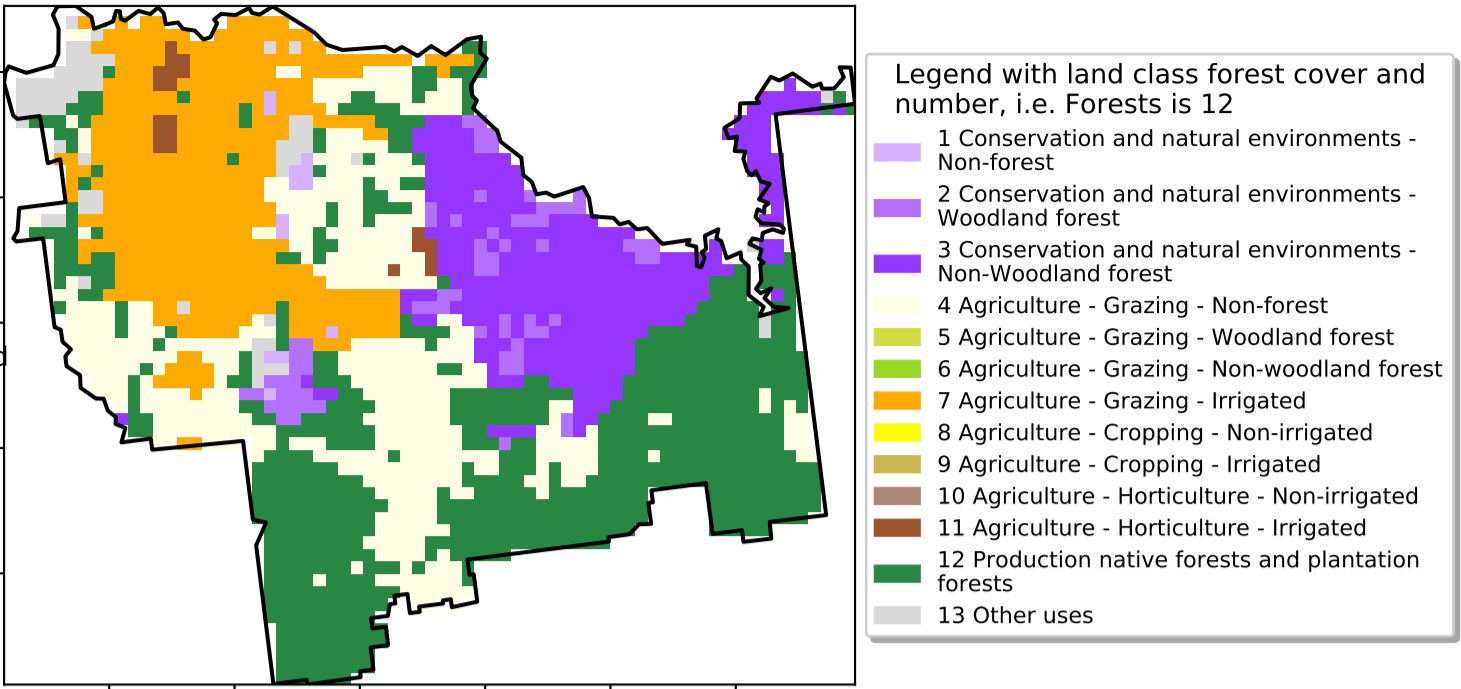 Legend with land class forest cover and
number, i.e. Forests is 12
1 Conservation and natural environments -
Non-forest
2 Conservation and natural environments -
Woodland forest
3 Conservation and natural environments -
Non-Woodland forest
4 Agriculture - Grazing - Non-forest
5 Agriculture - Grazing - Woodland forest
6 Agriculture - Grazing - Non-woodland forest
7 Agriculture - Grazing - Irrigated
8 Agriculture - Cropping - Non-irrigated
9 Agriculture - Cropping - Irrigated
10 Agriculture - Horticulture - Non-irrigated
11 Agriculture - Horticulture - Irrigated
12 Production native forests and plantation
forests
13 Other uses